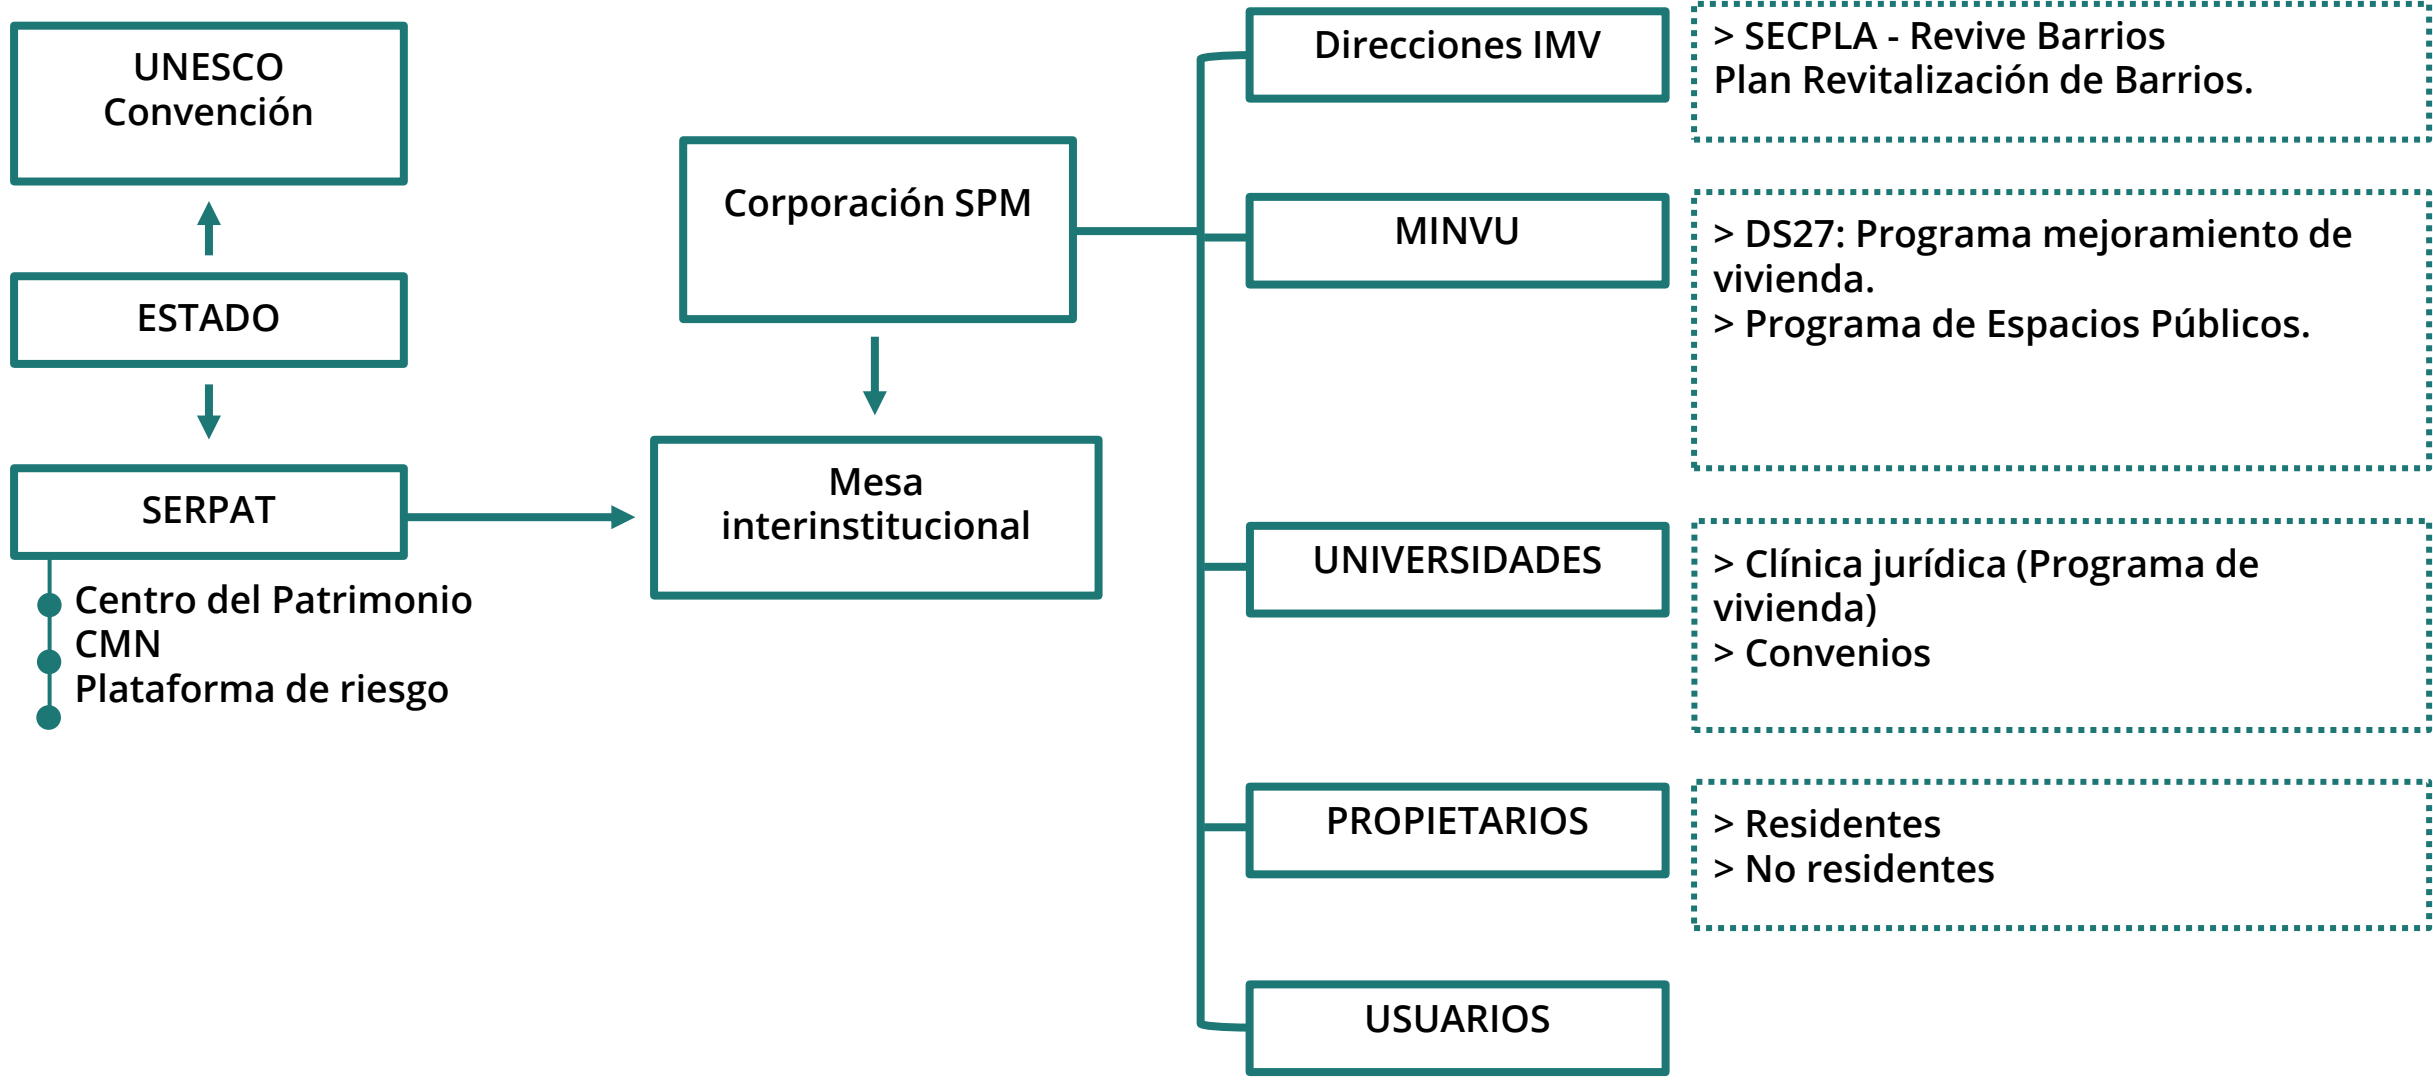 UNESCO
Convención
ESTADO
SERPAT
Centro del Patrimonio
CMN
Plataforma de riesgo
Corporación SPM
Mesa
interinstitucional
Direcciones IMV
> SECPLA - Revive Barrios
Plan Revitalización de Barrios.
MINVU
> DS27: Programa mejoramiento de
vivienda.
> Programa de Espacios Públicos.
UNIVERSIDADES
> Clínica jurídica (Programa de
vivienda)
> Convenios
PROPIETARIOS
> Residentes
> No residentes
USUARIOS